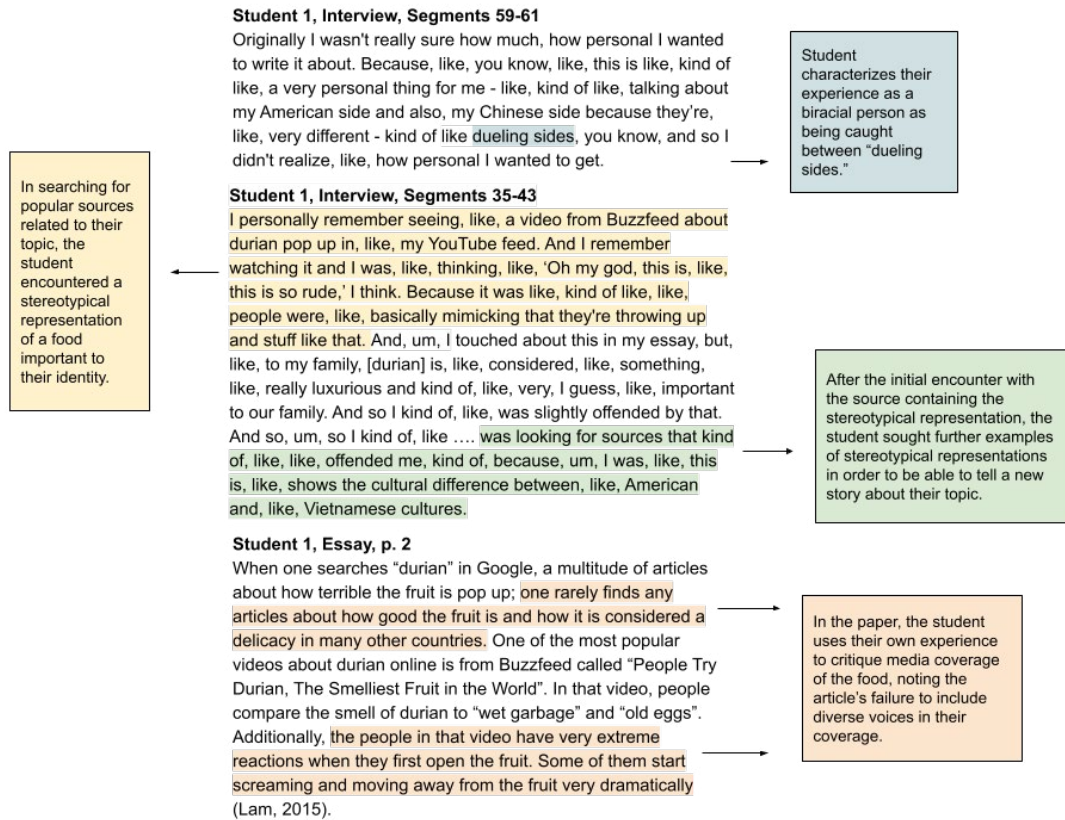 Student 1, Interview, Segments 59-61
Originally I wasn't really sure how much, how personal I wanted
to write it about. Because, like, you know, like, this is like, kind of
like, a very personal thing for me - like, kind of like, talking about
my American side and also, my Chinese side because they're,
like, very different - kind of like dueling sides, you know, and so I
didn't realize, like, how personal I wanted to get.
Student
characterizes their
experience as a
biracial person as
being caught
between “dueling
sides.”
In searching for
popular sources
related to their
topic, the
student
encountered a
stereotypical
representation
of a food
important to
their identity.
Student 1, Interview, Segments 35-43
I personally remember seeing, like, a video from Buzzfeed about
durian pop up in, like, my YouTube feed. And I remember
watching it and I was, like, thinking, like, ‘Oh my god, this is, like,
this is so rude,’ I think. Because it was like, kind of like, like,
people were, like, basically mimicking that they're throwing up
and stuff like that. And, um, I touched about this in my essay, but,
like, to my family, [durian] is, like, considered, like, something,
like, really luxurious and kind of, like, very, I guess, like, important
to our family. And so I kind of, like, was slightly offended by that.
And so, um, so I kind of, like …. was looking for sources that kind
of, like, like, offended me, kind of, because, um, I was, like, this
is, like, shows the cultural difference between, like, American
and, like, Vietnamese cultures.
After the initial encounter with
the source containing the
stereotypical representation, the
student sought further examples
of stereotypical representations
in order to be able to tell a new
story about their topic.
Student 1, Essay, p. 2
When one searches “durian” in Google, a multitude of articles
about how terrible the fruit is pop up; one rarely finds any
articles about how good the fruit is and how it is considered a
delicacy in many other countries. One of the most popular
videos about durian online is from Buzzfeed called “People Try
Durian, The Smelliest Fruit in the World”. In that video, people
compare the smell of durian to “wet garbage” and “old eggs”.
Additionally, the people in that video have very extreme
reactions when they first open the fruit. Some of them start
screaming and moving away from the fruit very dramatically
(Lam, 2015).
In the paper, the student
uses their own experience
to critique media coverage
of the food, noting the
article's failure to include
diverse voices in their
coverage.